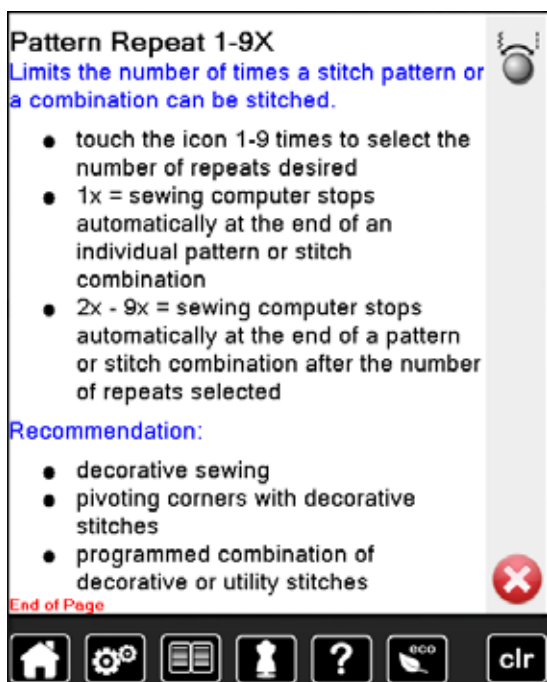 Pattern Repeat 1-9X
Limits the number of times a stitch pattern or
a combination can be stitched.
● touch the icon 1-9 times to select the
number of repeats desired
● 1x = sewing computer stops
automatically at the end of an
individual pattern or stitch
combination
● 2x - 9x = sewing computer stops
automatically at the end of a pattern
or stitch combination after the number
of repeats selected
Recommendation:
● decorative sewing
● pivoting corners with decorative
stitches
● programmed combination of
decorative or utility stitches
End of Page
? eco clr